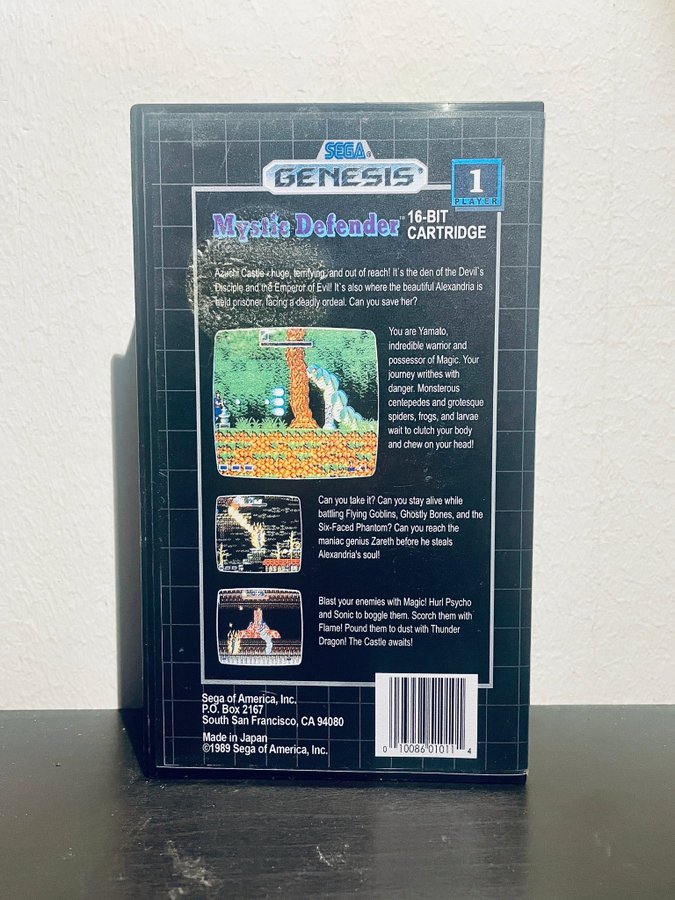 SEGA®
GENESIS™
1
PLAYER
Mystic Defender™
16-BIT
CARTRIDGE
Azuchi Castle - huge, terrifying, and out of reach! It`s the den of the Devil`s
Disciple and the Emperor of Evil! It`s also where the beautiful Alexandria is
held prisoner, facing a deadly ordeal. Can you save her?
You are Yamato,
indredible warrior and
possessor of Magic. Your
journey writhes with
danger. Monsterous
centepedes and grotesque
spiders, frogs, and larvae
wait to clutch your body
and chew on your head!
Can you take it? Can you stay alive while
battling Flying Goblins, Ghostly Bones, and the
Six-Faced Phantom? Can you reach the
maniac genius Zareth before he steals
Alexandria's soul!
Blast your enemies with Magic! Hurl Psycho
and Sonic to boggle them. Scorch them with
Flame! Pound them to dust with Thunder
Dragon! The Castle awaits!
Sega of America, Inc.
P.O. Box 2167
South San Francisco, CA 94080
Made in Japan
©1989 Sega of America, Inc.
0 10086 01011 4